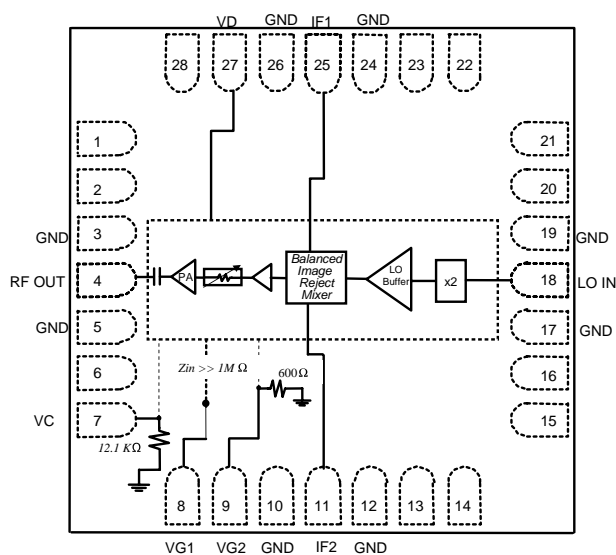 VD GND IF1 GND
28 27 26 25 24 23 22
1 21
2 20
GND 3 19 GND
RF OUT 4 PA Balanced Image Reject Mixer LO Buffer x2 18 LO IN
GND 5 17 GND
6 Zin >> 1M Ω 600Ω 16
VC 7 15
12.1 KΩ
8 9 10 11 12 13 14
VG1 VG2 GND IF2 GND